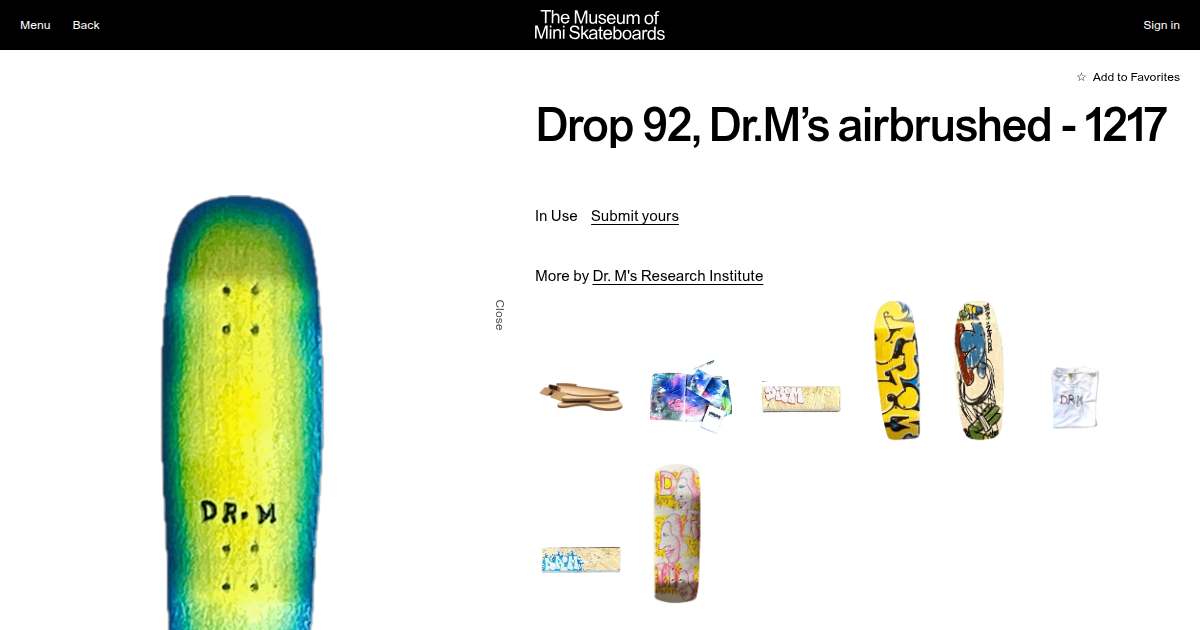 Menu
Back
The Museum of
Mini Skateboards
Sign in
☆ Add to Favorites
Drop 92, Dr.M’s airbrushed - 1217
In Use Submit yours
More by Dr. M's Research Institute
Close
DR.M
DRM